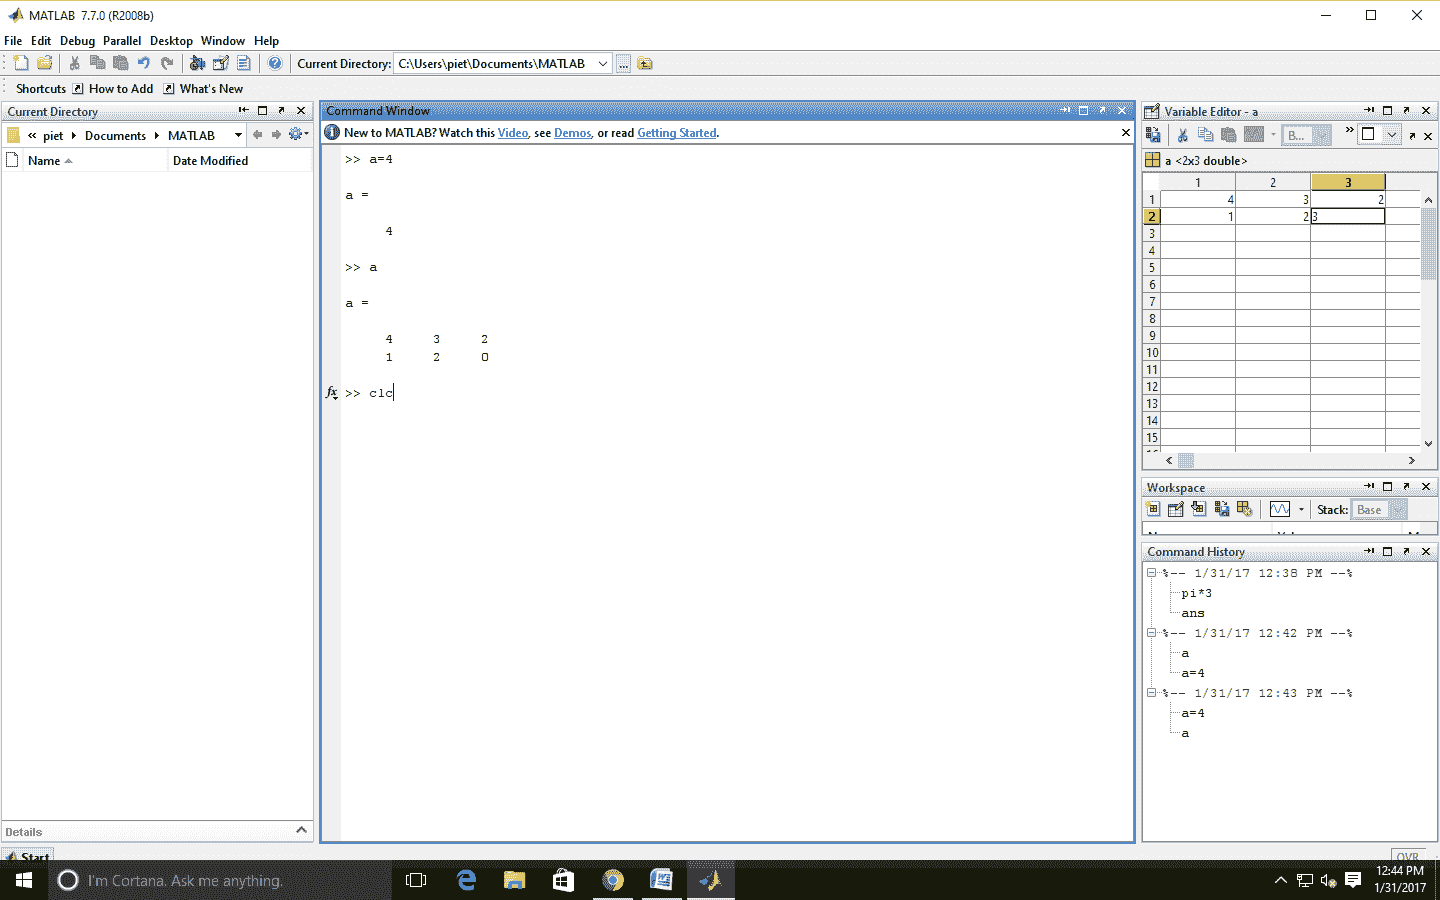 MATLAB 7.7.0 (R2008b)
File Edit Debug Parallel Desktop Window Help
Current Directory: C:\Users\piet\Documents\MATLAB ...
Shortcuts How to Add What's New
Current Directory
« piet Documents MATLAB
Name Date Modified
Details
Command Window
New to MATLAB? Watch this Video, see Demos, or read Getting Started.
>> a=4
a =
4
>> a
a =
4 3 2
1 2 0
fx >> clc
Variable Editor - a
B... »
a <2x3 double>
1 2 3
1 4 3 2
2 1 2 3
3
4
5
6
7
8
9
10
11
12
13
14
15
Workspace
Stack: Base
Command History
%-- 1/31/17 12:38 PM --%
pi*3
ans
%-- 1/31/17 12:42 PM --%
a
a=4
%-- 1/31/17 12:43 PM --%
a=4
a
Start
OVR
I'm Cortana. Ask me anything.
12:44 PM
1/31/2017